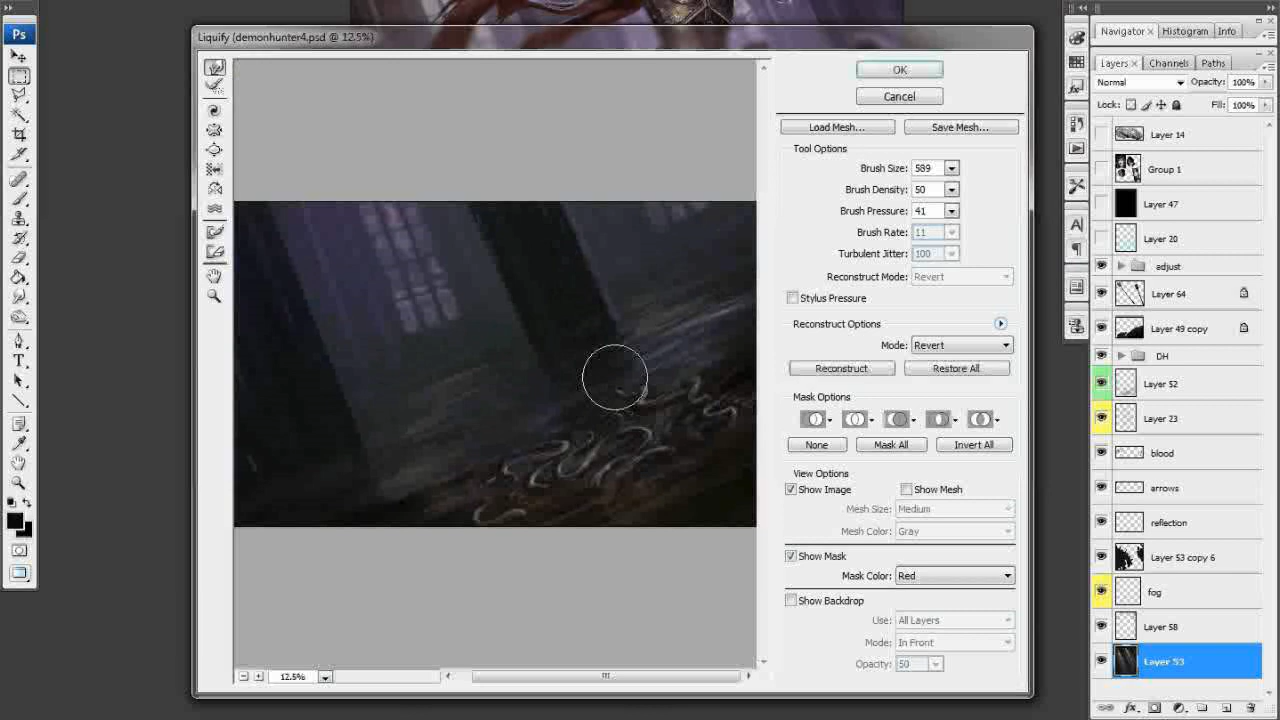 Ps
Liquify (demonhunter4.psd @ 12.5%)
OK
Cancel
Load Mesh...
Save Mesh...
Tool Options
Brush Size: 589
Brush Density: 50
Brush Pressure: 41
Brush Rate: 11
Turbulent Jitter: 100
Reconstruct Mode: Revert
Stylus Pressure
Reconstruct Options
Mode: Revert
Reconstruct
Restore All
Mask Options
None
Mask All
Invert All
View Options
Show Image
Show Mesh
Mesh Size: Medium
Mesh Color: Gray
Show Mask
Mask Color: Red
Show Backdrop
Use: All Layers
Mode: In Front
Opacity: 50
12.5%
Navigator × Histogram Info
Layers × Channels Paths
Normal Opacity: 100%
Lock: Fill: 100%
Layer 14
Group 1
Layer 47
Layer 20
adjust
Layer 64
Layer 49 copy
DH
Layer 52
Layer 23
blood
arrows
reflection
Layer 53 copy 6
fog
Layer 58
Layer 53